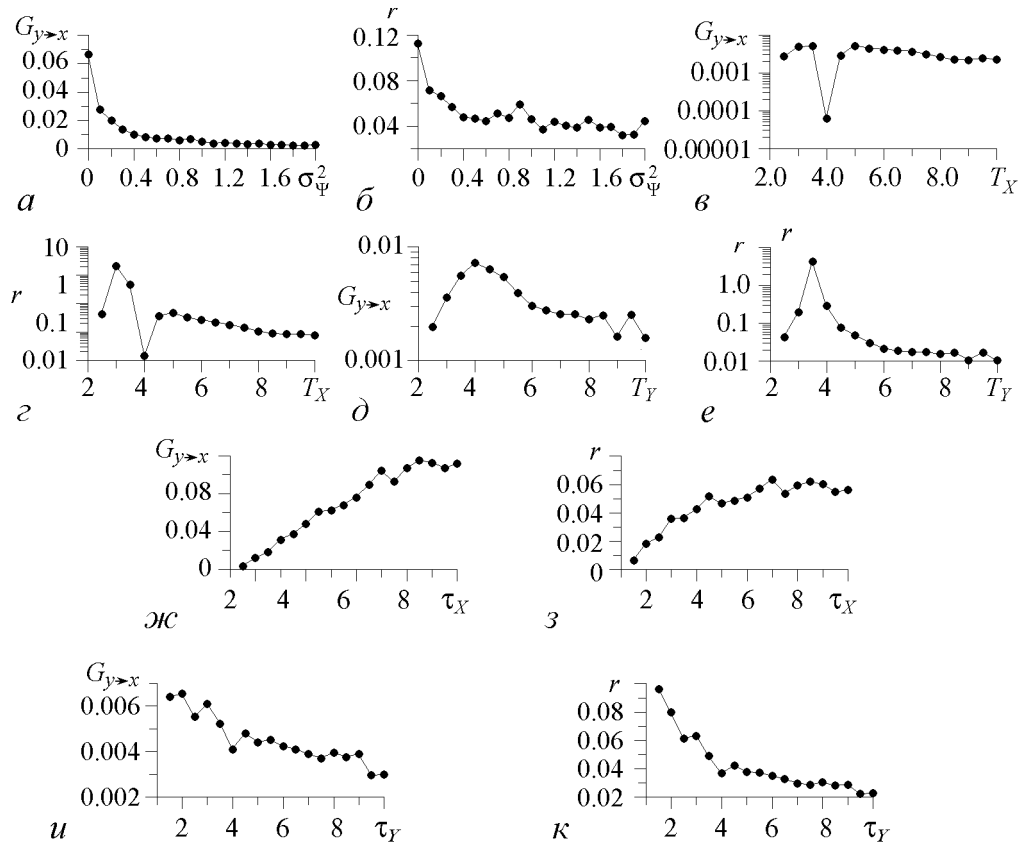 G_{y→x}
0.06
0.04
0.02
0
0 0.4 0.8 1.2 1.6 σ²_Ψ
а
r
0.12
0.08
0.04
0 0.4 0.8 1.2 1.6 σ²_Ψ
б
G_{y→x}
0.001
0.0001
0.00001
2.0 4.0 6.0 8.0 T_X
в
10
1
r
0.1
0.01
2 4 6 8 T_X
г
0.01
G_{y→x}
0.001
2 4 6 8 T_Y
д
r r
1.0
0.1
0.01
2 4 6 8 T_Y
е
G_{y→x}
0.08
0.04
0
2 4 6 8 τ_X
ж
r
0.06
0.04
0.02
0
2 4 6 8 τ_X
з
G_{y→x}
0.006
0.004
0.002
2 4 6 8 τ_Y
и
r
0.08
0.06
0.04
0.02
2 4 6 8 τ_Y
к